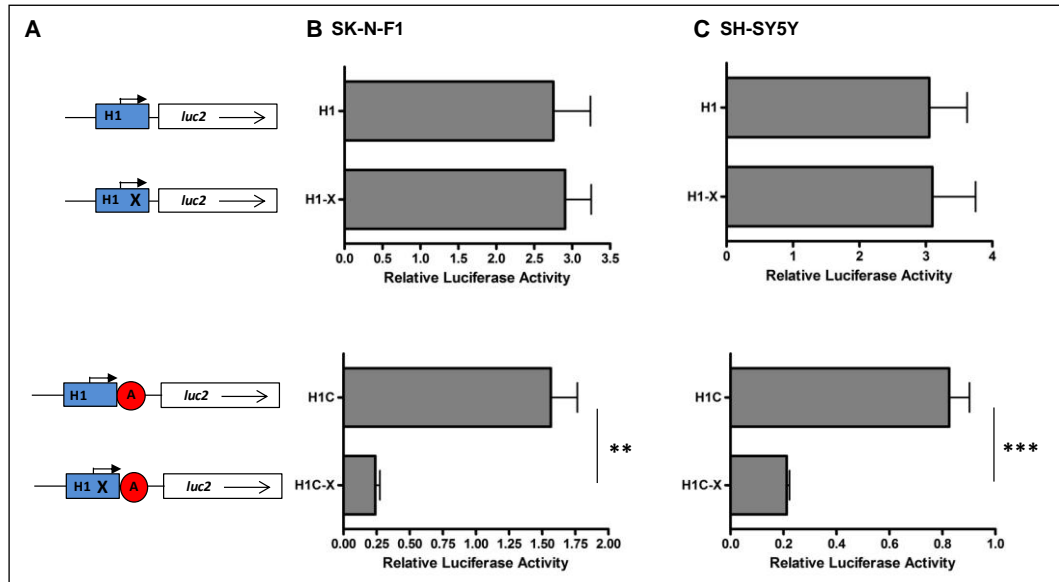 A
B SK-N-F1
C SH-SY5Y
H1 luc2
H1 X luc2
H1
H1-X
0.0 0.5 1.0 1.5 2.0 2.5 3.0 3.5
Relative Luciferase Activity
H1
H1-X
0 1 2 3 4
Relative Luciferase Activity
H1 A luc2
H1 X A luc2
H1C
H1C-X
**
0.00 0.25 0.50 0.75 1.00 1.25 1.50 1.75 2.00
Relative Luciferase Activity
H1C
H1C-X
***
0.0 0.2 0.4 0.6 0.8 1.0
Relative Luciferase Activity